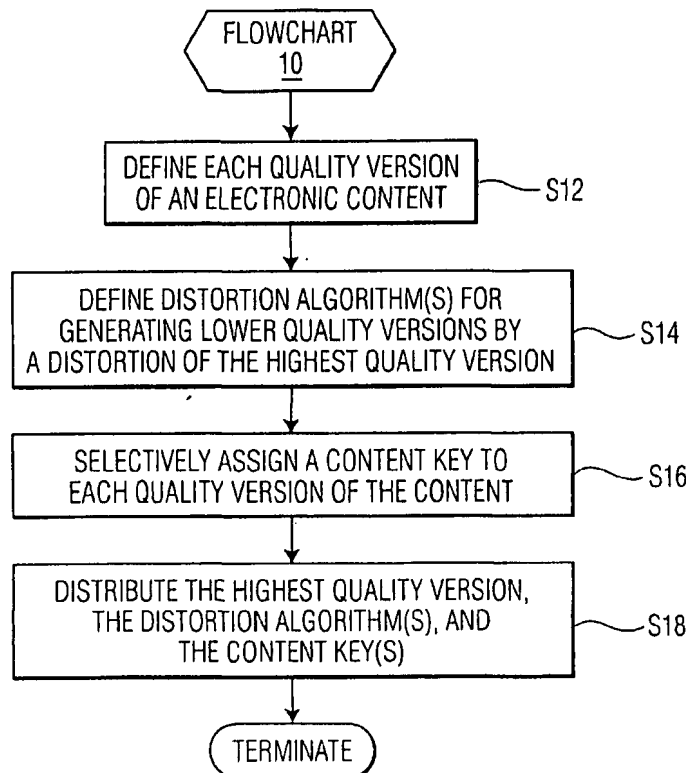 FLOWCHART
10
DEFINE EACH QUALITY VERSION
OF AN ELECTRONIC CONTENT
S12
DEFINE DISTORTION ALGORITHM(S) FOR
GENERATING LOWER QUALITY VERSIONS BY
A DISTORTION OF THE HIGHEST QUALITY VERSION
S14
SELECTIVELY ASSIGN A CONTENT KEY TO
EACH QUALITY VERSION OF THE CONTENT
S16
DISTRIBUTE THE HIGHEST QUALITY VERSION,
THE DISTORTION ALGORITHM(S), AND
THE CONTENT KEY(S)
S18
TERMINATE